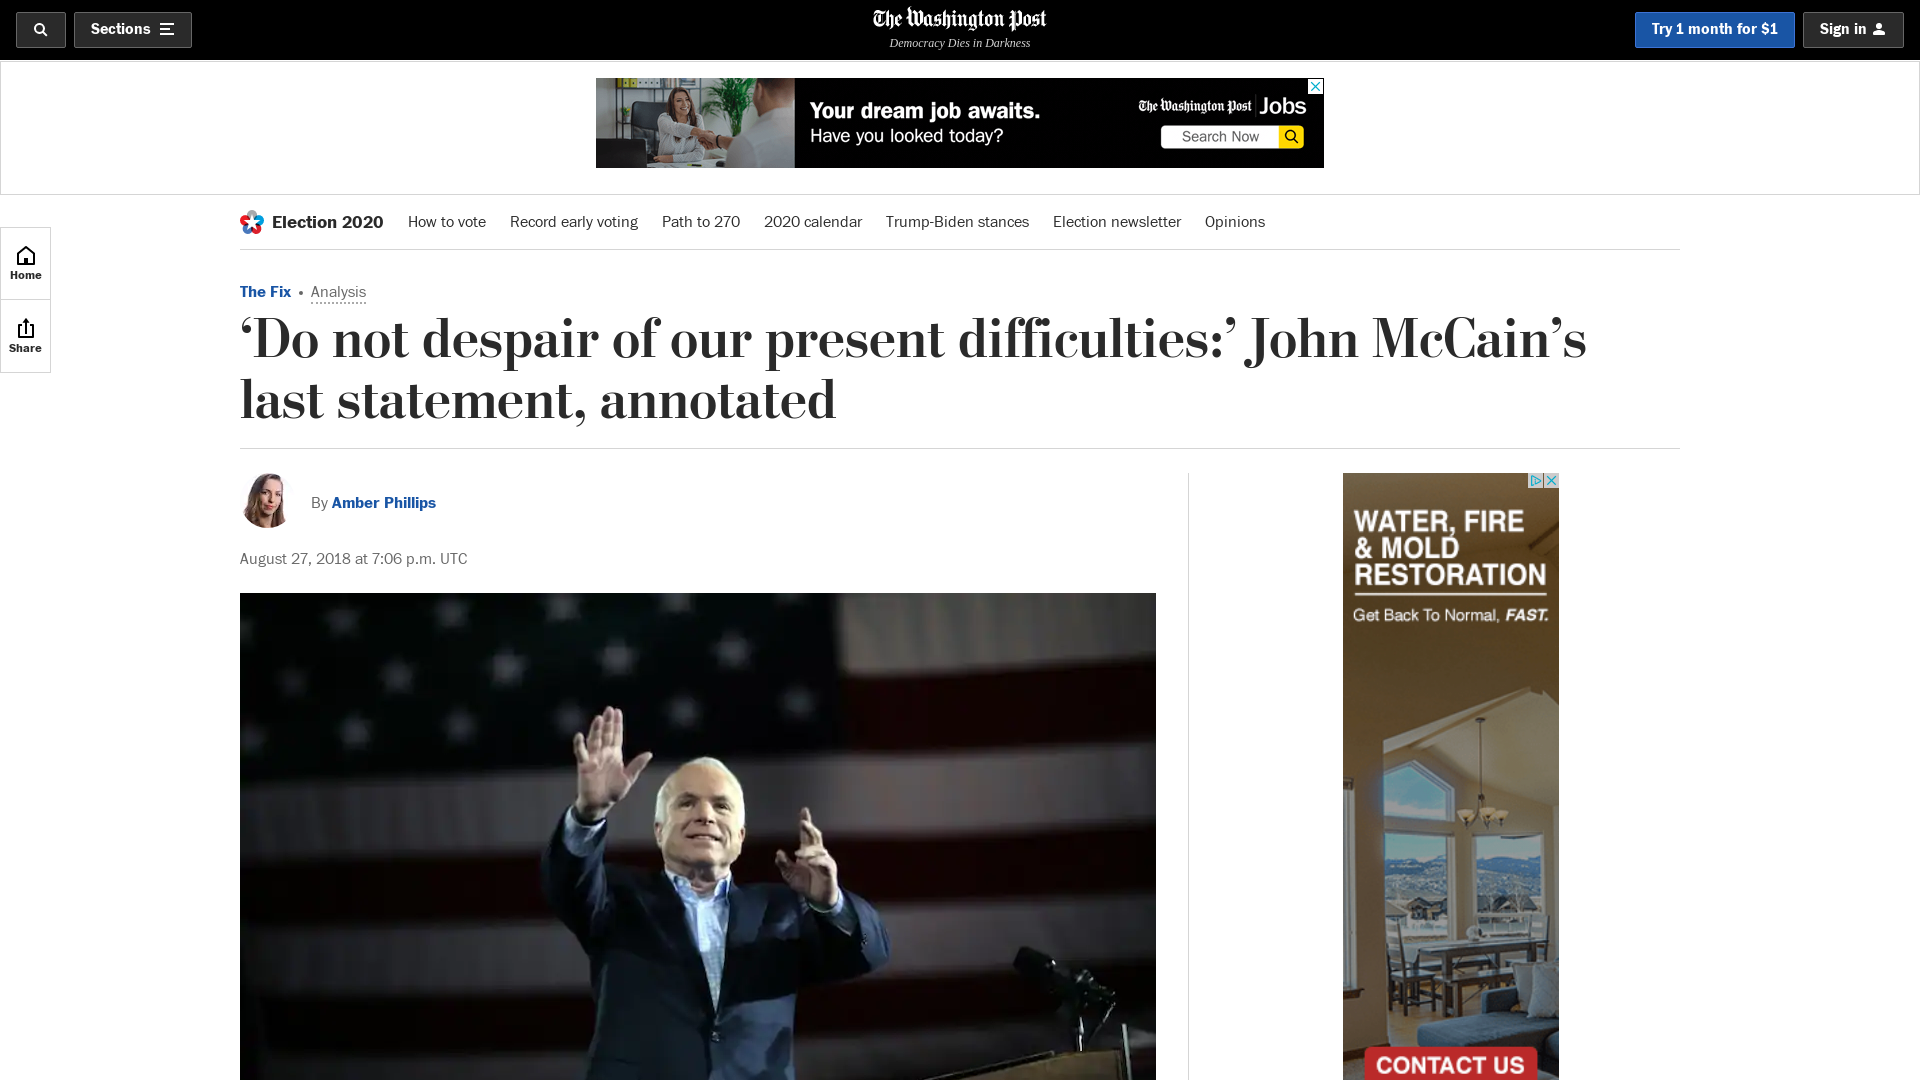 Sections
The Washington Post
Democracy Dies in Darkness
Try 1 month for $1
Sign in
Your dream job awaits.
Have you looked today?
The Washington Post Jobs
Search Now
Election 2020 How to vote Record early voting Path to 270 2020 calendar Trump-Biden stances Election newsletter Opinions
Home
Share
The Fix • Analysis
‘Do not despair of our present difficulties:’ John McCain’s
last statement, annotated
By Amber Phillips
August 27, 2018 at 7:06 p.m. UTC
WATER, FIRE
& MOLD
RESTORATION
Get Back To Normal, FAST.
CONTACT US